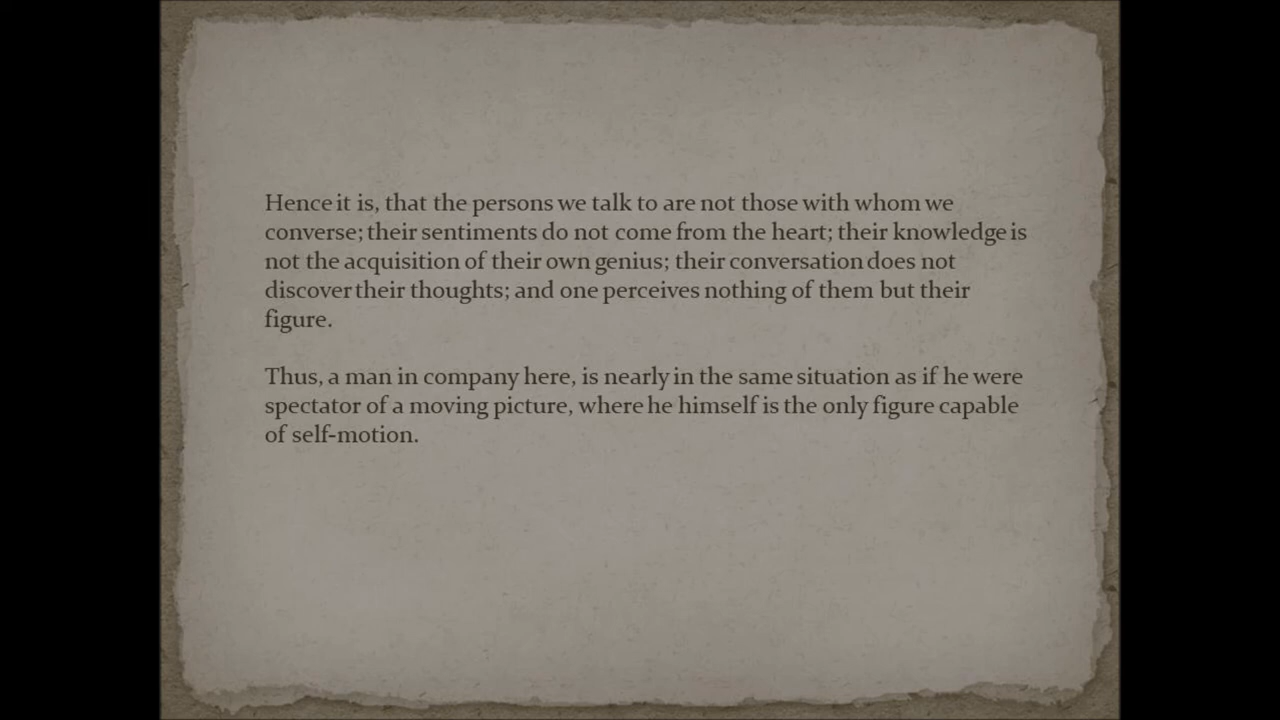 Hence it is, that the persons we talk to are not those with whom we
converse; their sentiments do not come from the heart; their knowledge is
not the acquisition of their own genius; their conversation does not
discover their thoughts; and one perceives nothing of them but their
figure.
Thus, a man in company here, is nearly in the same situation as if he were
spectator of a moving picture, where he himself is the only figure capable
of self-motion.